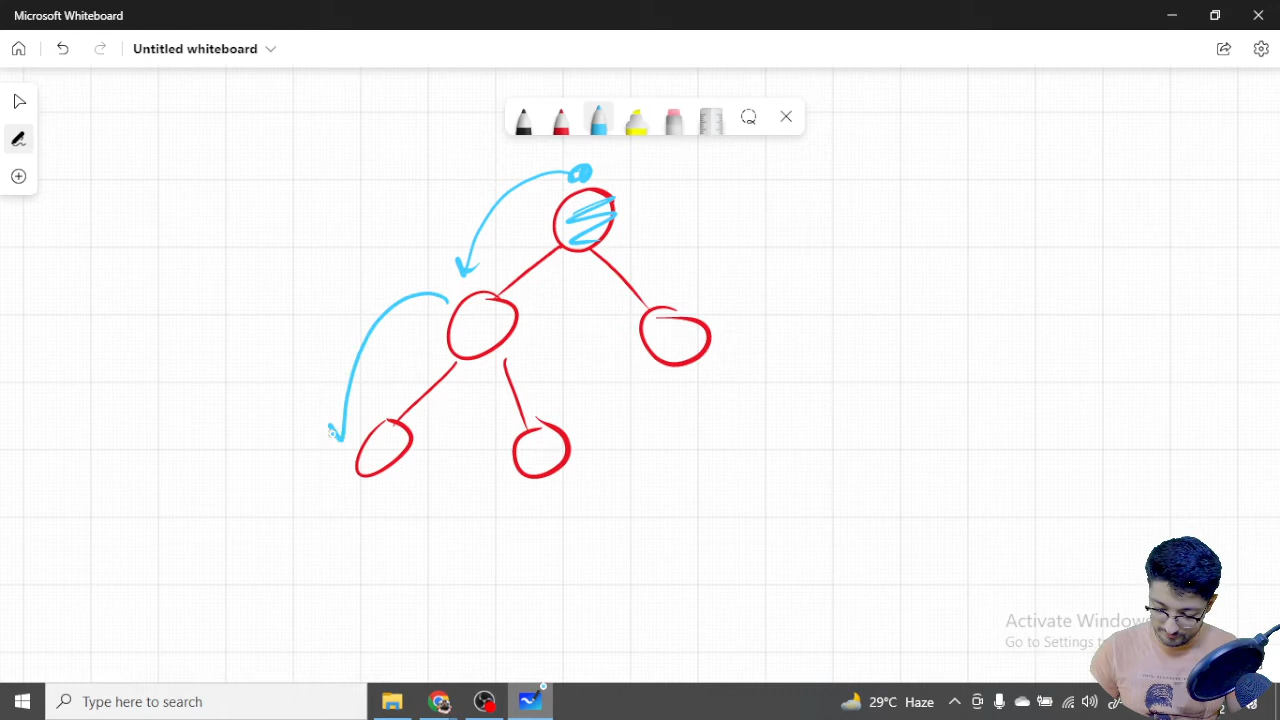 Microsoft Whiteboard
Untitled whiteboard
Activate Windows
Go to Settings t
Type here to search
29°C Haze